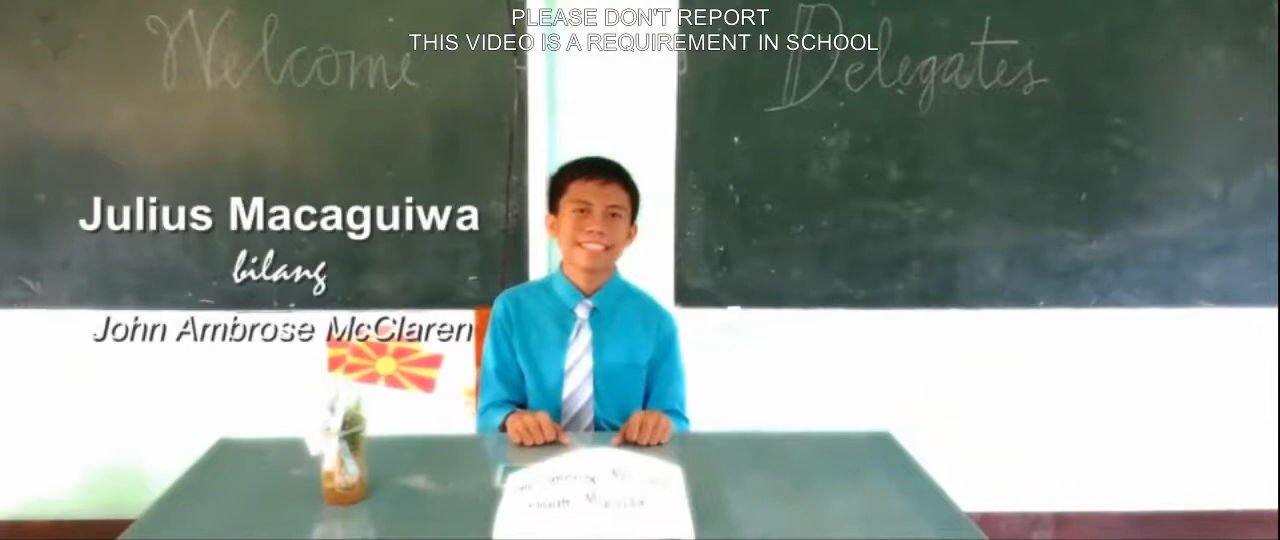 PLEASE DON'T REPORT
THIS VIDEO IS A REQUIREMENT IN SCHOOL
Welcome Delegates
Julius Macaguiwa
bilang
John Ambrose McClaren